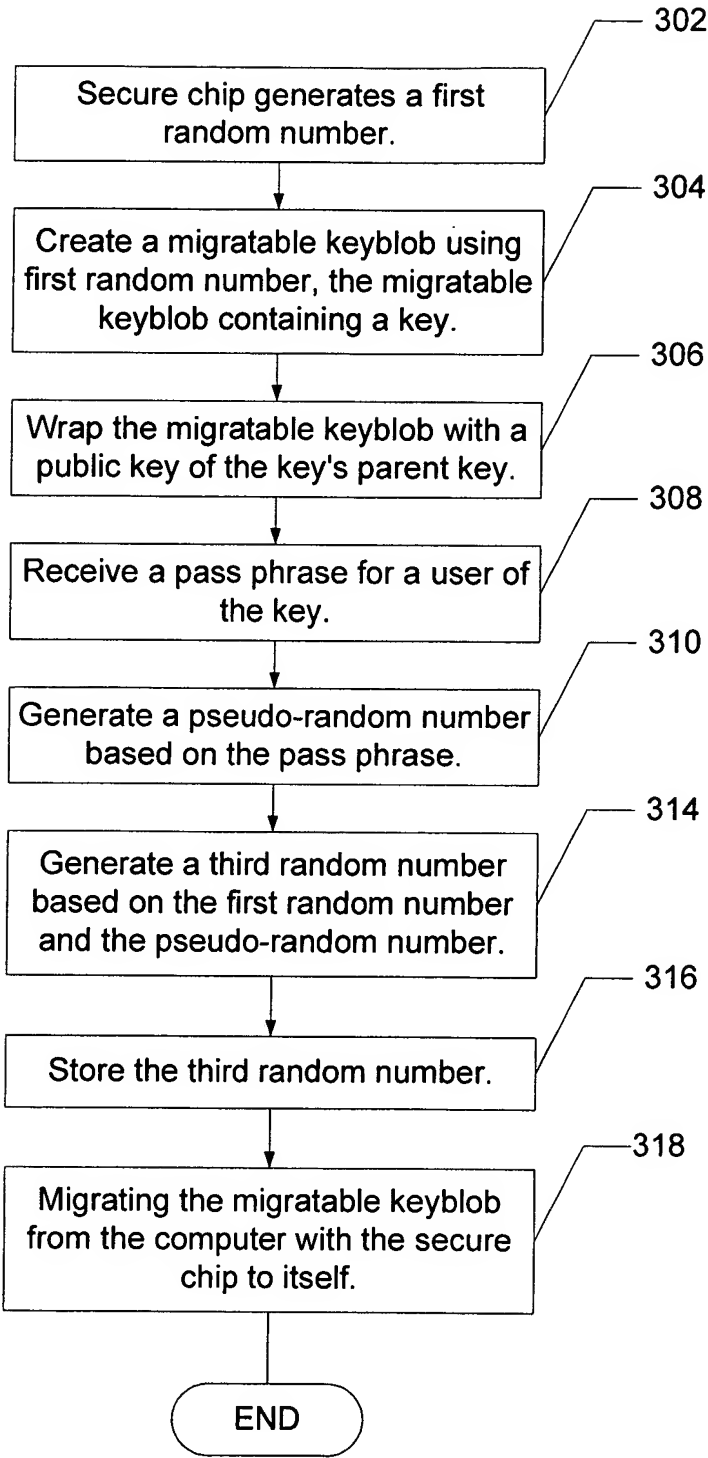 302
Secure chip generates a first
random number.
304
Create a migratable keyblob using
first random number, the migratable
keyblob containing a key.
306
Wrap the migratable keyblob with a
public key of the key's parent key.
308
Receive a pass phrase for a user of
the key.
310
Generate a pseudo-random number
based on the pass phrase.
314
Generate a third random number
based on the first random number
and the pseudo-random number.
316
Store the third random number.
318
Migrating the migratable keyblob
from the computer with the secure
chip to itself.
END